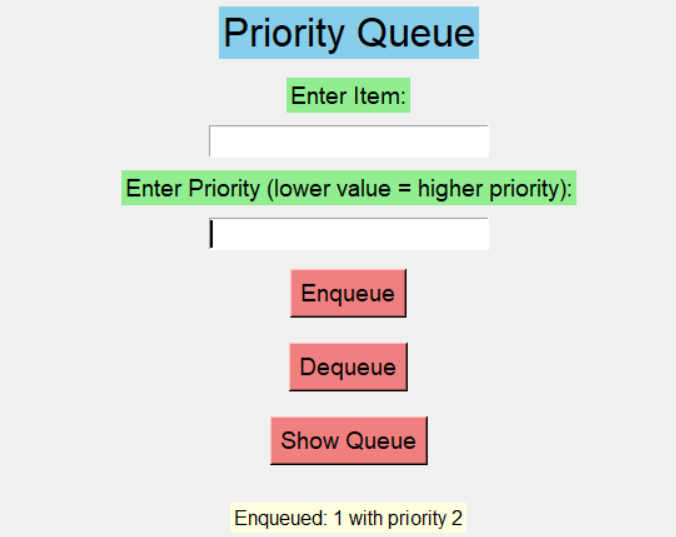 Priority Queue
Enter Item:
Enter Priority (lower value = higher priority):
Enqueue
Dequeue
Show Queue
Enqueued: 1 with priority 2